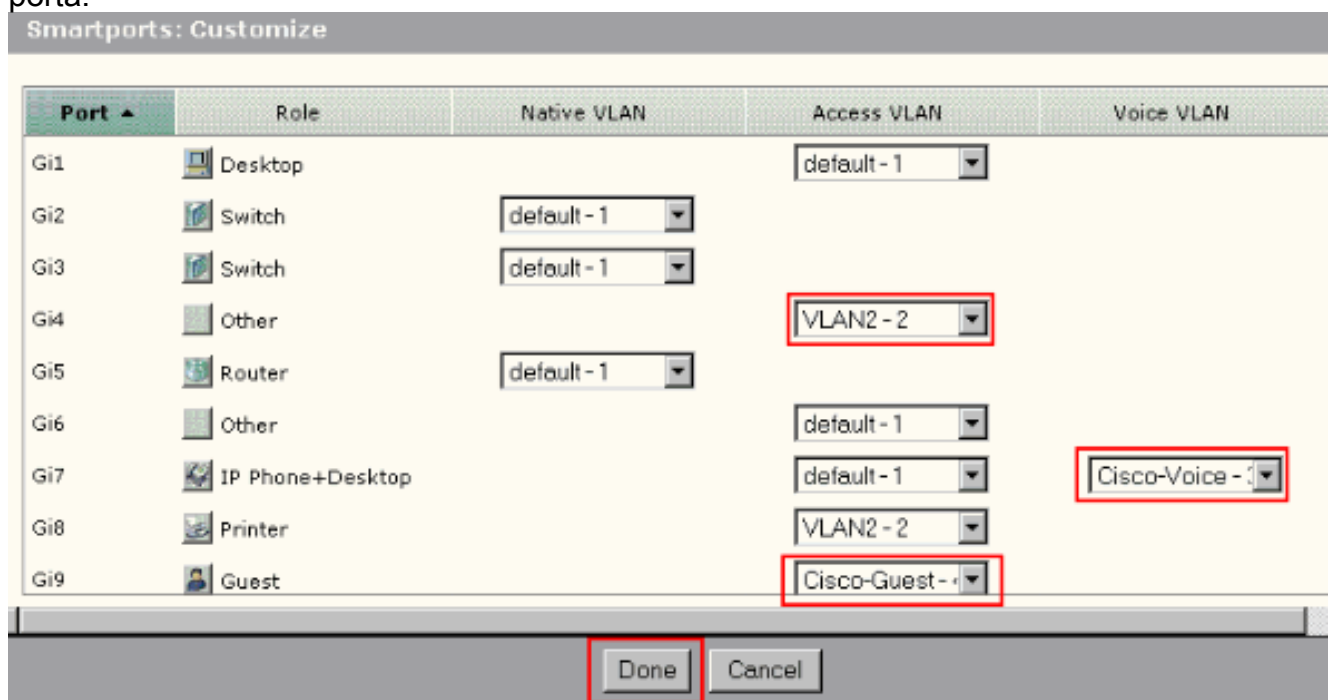 porta.
Smartports: Customize
Port Role Native VLAN Access VLAN Voice VLAN
Gi1 Desktop default - 1
Gi2 Switch default - 1
Gi3 Switch default - 1
Gi4 Other VLAN2 - 2
Gi5 Router default - 1
Gi6 Other default - 1
Gi7 IP Phone+Desktop default - 1 Cisco-Voice -
Gi8 Printer VLAN2 - 2
Gi9 Guest Cisco-Guest -
Done Cancel